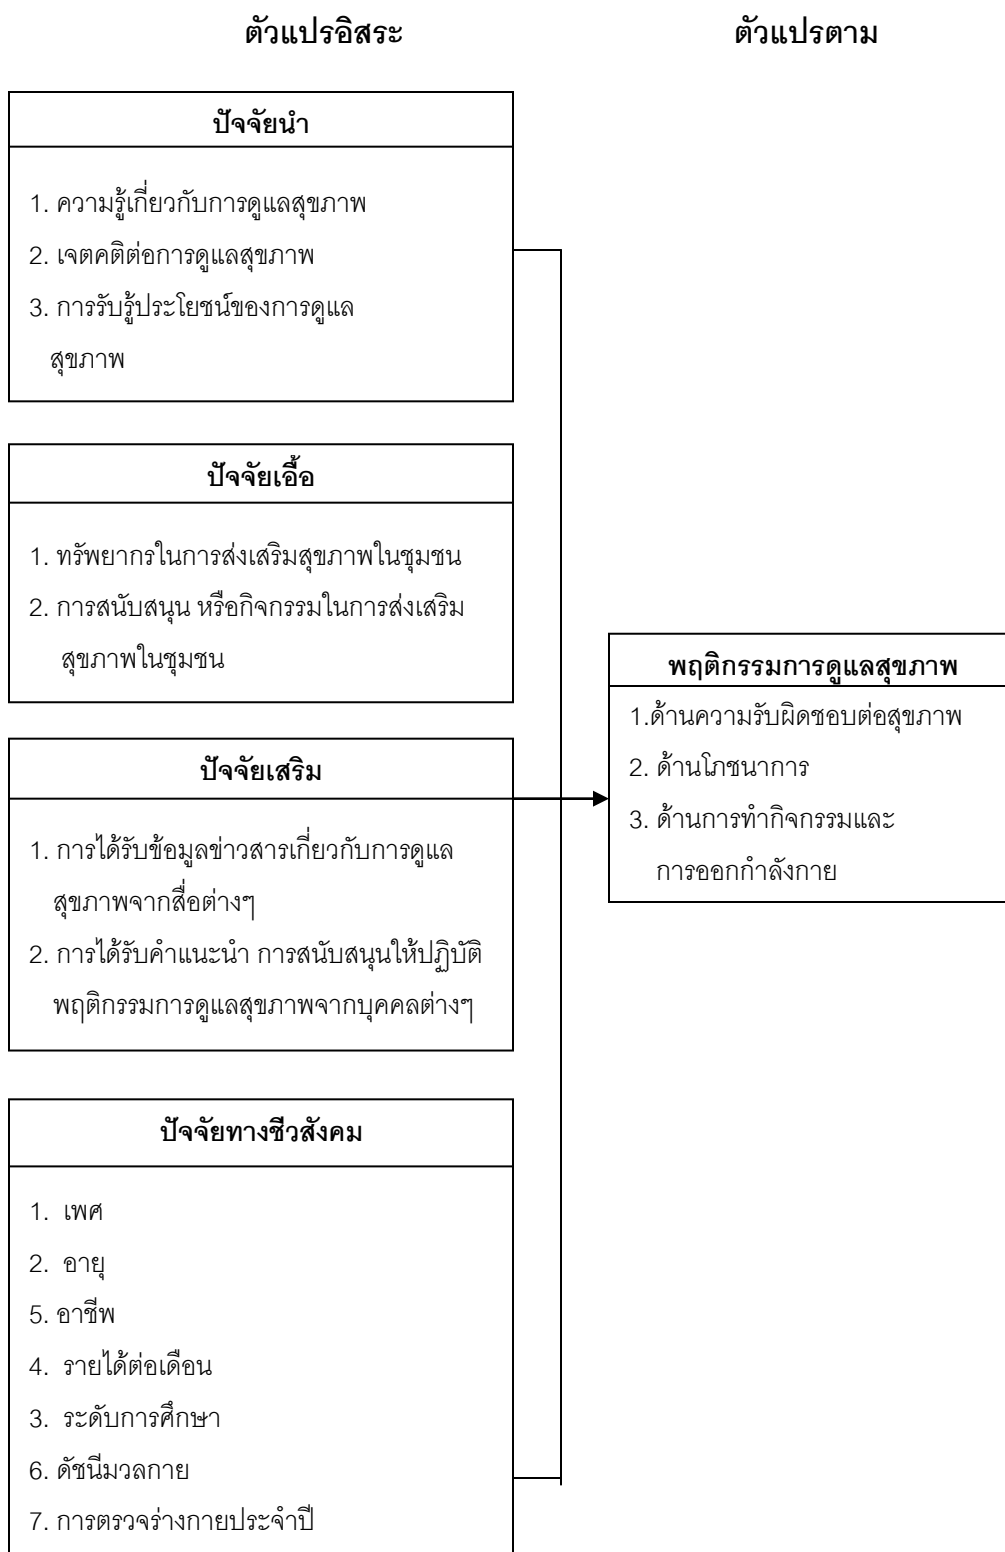 ตัวแปรอิสระ
ตัวแปรตาม
ปัจจัยนำ
1. ความรู้เกี่ยวกับการดูแลสุขภาพ
2. เจตคติต่อการดูแลสุขภาพ
3. การรับรู้ประโยชน์ของการดูแล
สุขภาพ
ปัจจัยเอื้อ
1. ทรัพยากรในการส่งเสริมสุขภาพในชุมชน
2. การสนับสนุน หรือกิจกรรมในการส่งเสริม
สุขภาพในชุมชน
ปัจจัยเสริม
1. การได้รับข้อมูลข่าวสารเกี่ยวกับการดูแล
สุขภาพจากสื่อต่างๆ
2. การได้รับคำแนะนำ การสนับสนุนให้ปฏิบัติ
พฤติกรรมการดูแลสุขภาพจากบุคคลต่างๆ
ปัจจัยทางชีวสังคม
1. เพศ
2. อายุ
5. อาชีพ
4. รายได้ต่อเดือน
3. ระดับการศึกษา
6. ดัชนีมวลกาย
7. การตรวจร่างกายประจำปี
พฤติกรรมการดูแลสุขภาพ
1.ด้านความรับผิดชอบต่อสุขภาพ
2. ด้านโภชนาการ
3. ด้านการทำกิจกรรมและ
การออกกำลังกาย